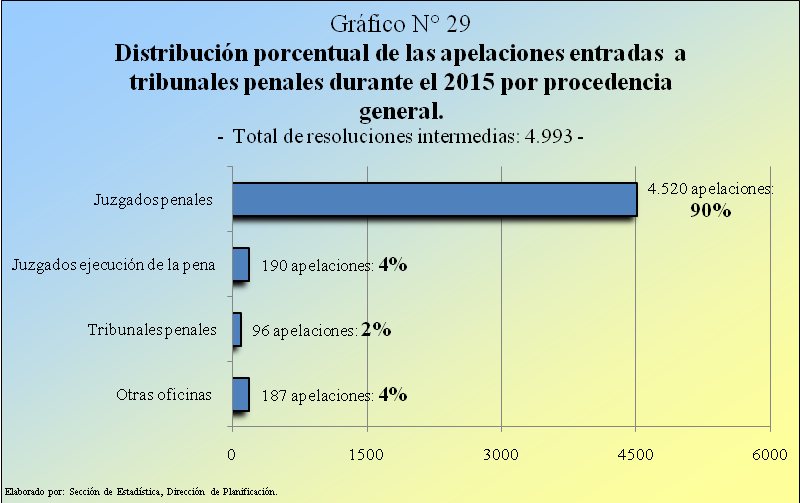 Gráfico N° 29
Distribución porcentual de las apelaciones entradas a
tribunales penales durante el 2015 por procedencia
general.
- Total de resoluciones intermedias: 4.993 -
Juzgados penales
4.520 apelaciones:
90%
Juzgados ejecución de la pena
190 apelaciones: 4%
Tribunales penales
96 apelaciones: 2%
Otras oficinas
187 apelaciones: 4%
0 1500 3000 4500 6000
Elaborado por: Sección de Estadística, Dirección de Planificación.